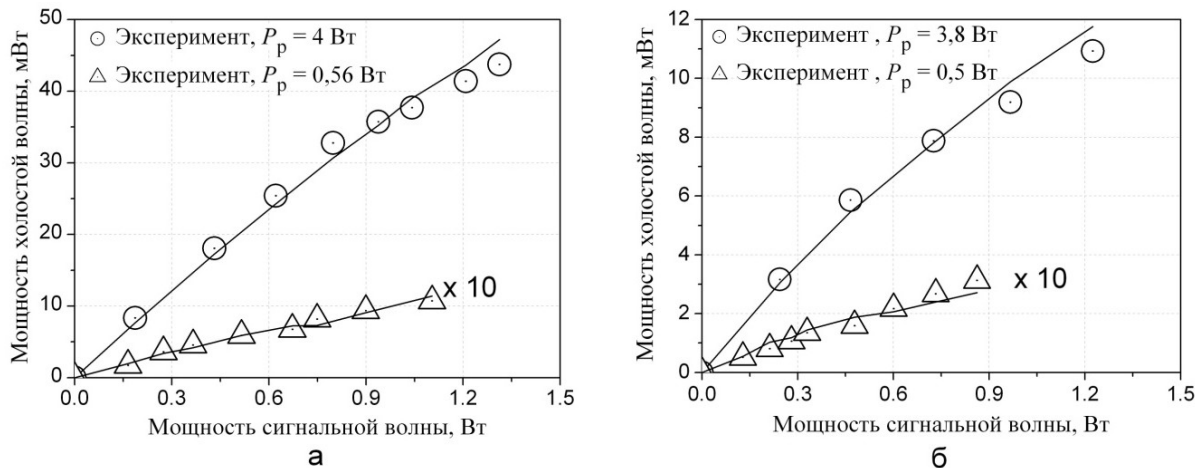 50
40
30
20
10
0
Мощность холостой волны, мВт
Эксперимент, Pp = 4 Вт
Эксперимент, Pp = 0,56 Вт
x 10
0.0 0.3 0.6 0.9 1.2 1.5
Мощность сигнальной волны, Вт
а
12
10
8
6
4
2
0
Мощность холостой волны, мВт
Эксперимент , Pp = 3,8 Вт
Эксперимент , Pp = 0,5 Вт
x 10
0.0 0.3 0.6 0.9 1.2 1.5
Мощность сигнальной волны, Вт
б